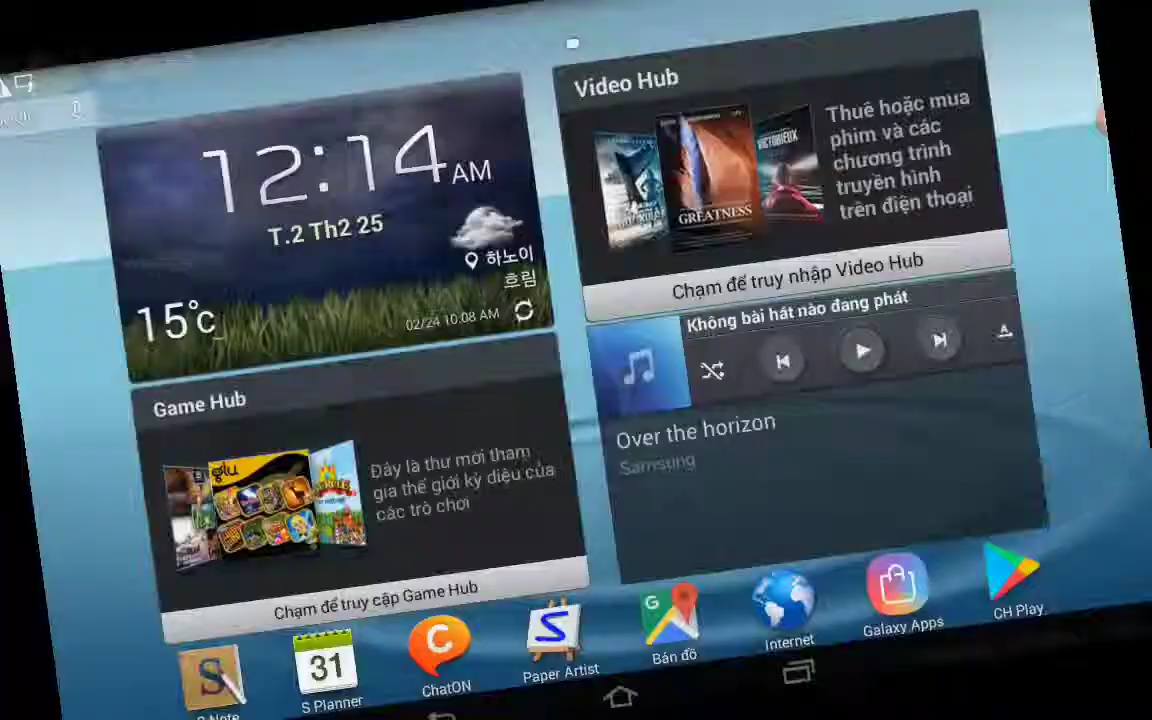 12:14 AM
T.2 Th2 25
하노이
흐림
15°c
02/24 10:08 AM
Video Hub
VICTORIEUX
GREATNESS
Thuê hoặc mua
phim và các
chương trình
truyền hình
trên điện thoại
Chạm để truy nhập Video Hub
Không bài hát nào đang phát
Over the horizon
Samsung
Game Hub
glu
Đây là thư mời tham
gia thế giới kỳ diệu của
các trò chơi
Chạm để truy cập Game Hub
S
31
C
S
G
S Planner
ChatON
Paper Artist
Bản đồ
Internet
Galaxy Apps
CH Play